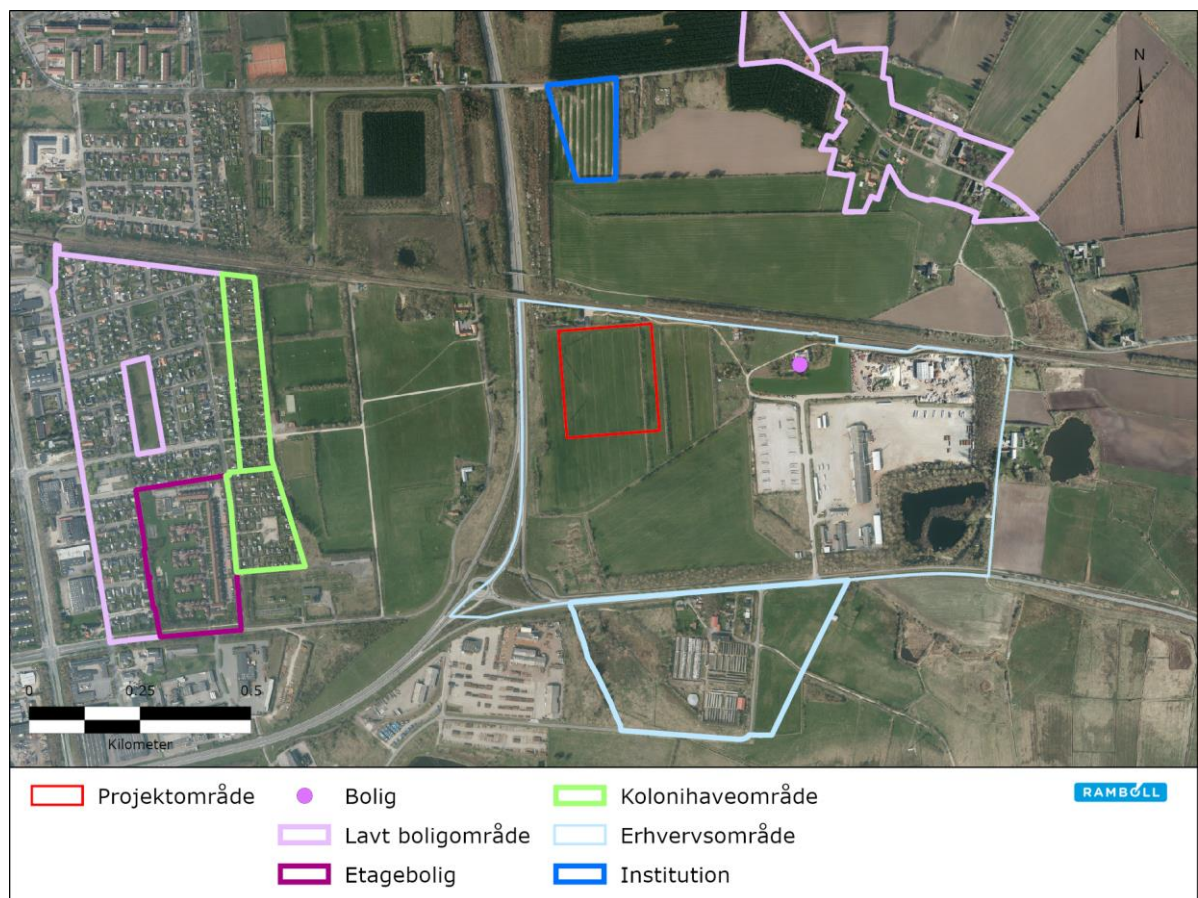 N
0 0.25 0.5
Kilometer
Projektområde
Bolig
Kolonihaveområde
RAMBOLL
Lavt boligområde
Erhvervsområde
Etagebolig
Institution